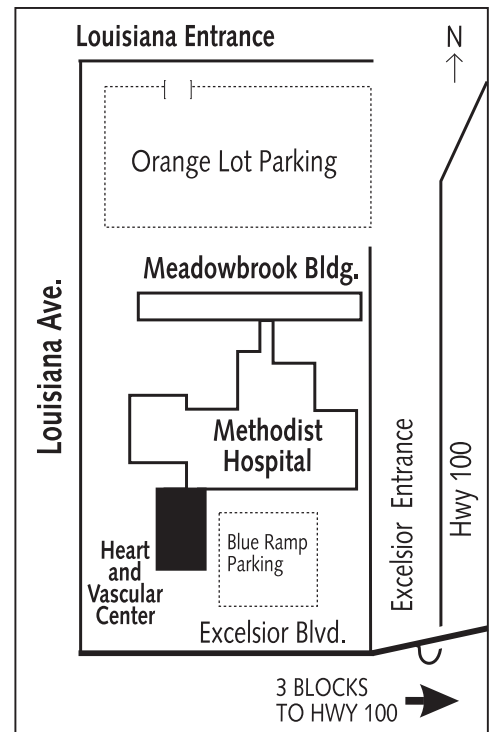 Louisiana Entrance
N
Orange Lot Parking
Meadowbrook Bldg.
Louisiana Ave.
Methodist
Hospital
Excelsior Entrance
Hwy 100
Heart
and
Vascular
Center
Blue Ramp
Parking
Excelsior Blvd.
3 BLOCKS
TO HWY 100